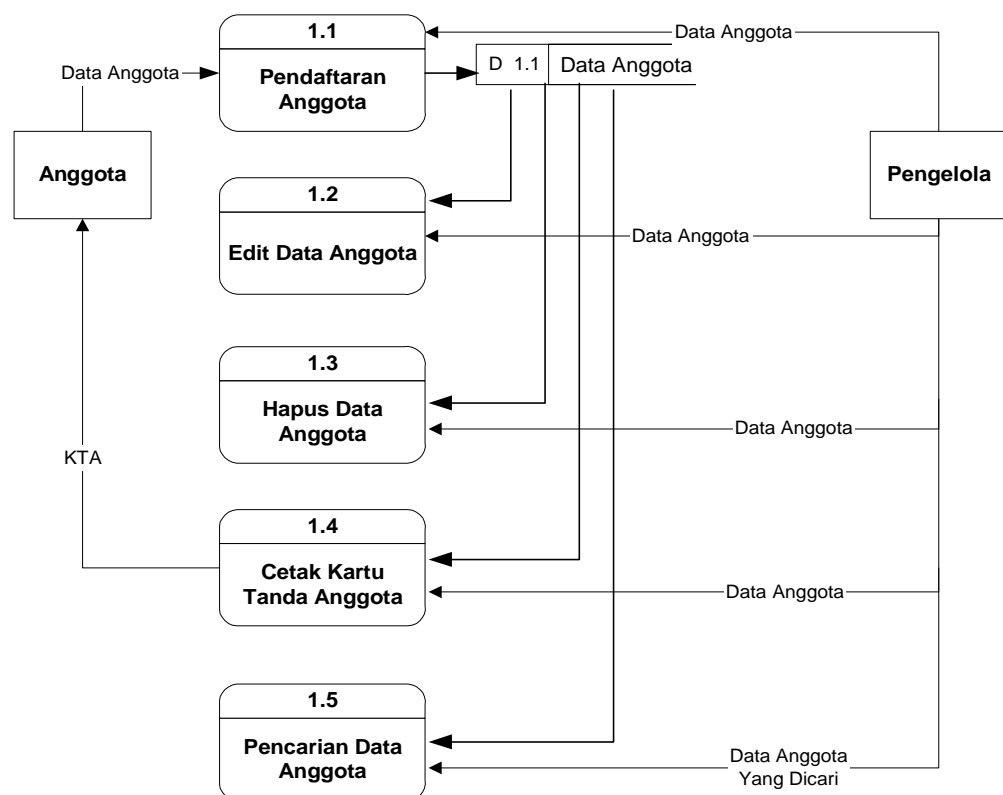 1.1
Pendaftaran
Anggota
Data Anggota
D 1.1 Data Anggota
Data Anggota
Anggota
Pengelola
1.2
Edit Data Anggota
Data Anggota
1.3
Hapus Data
Anggota
Data Anggota
KTA
1.4
Cetak Kartu
Tanda Anggota
Data Anggota
1.5
Pencarian Data
Anggota
Data Anggota
Yang Dicari